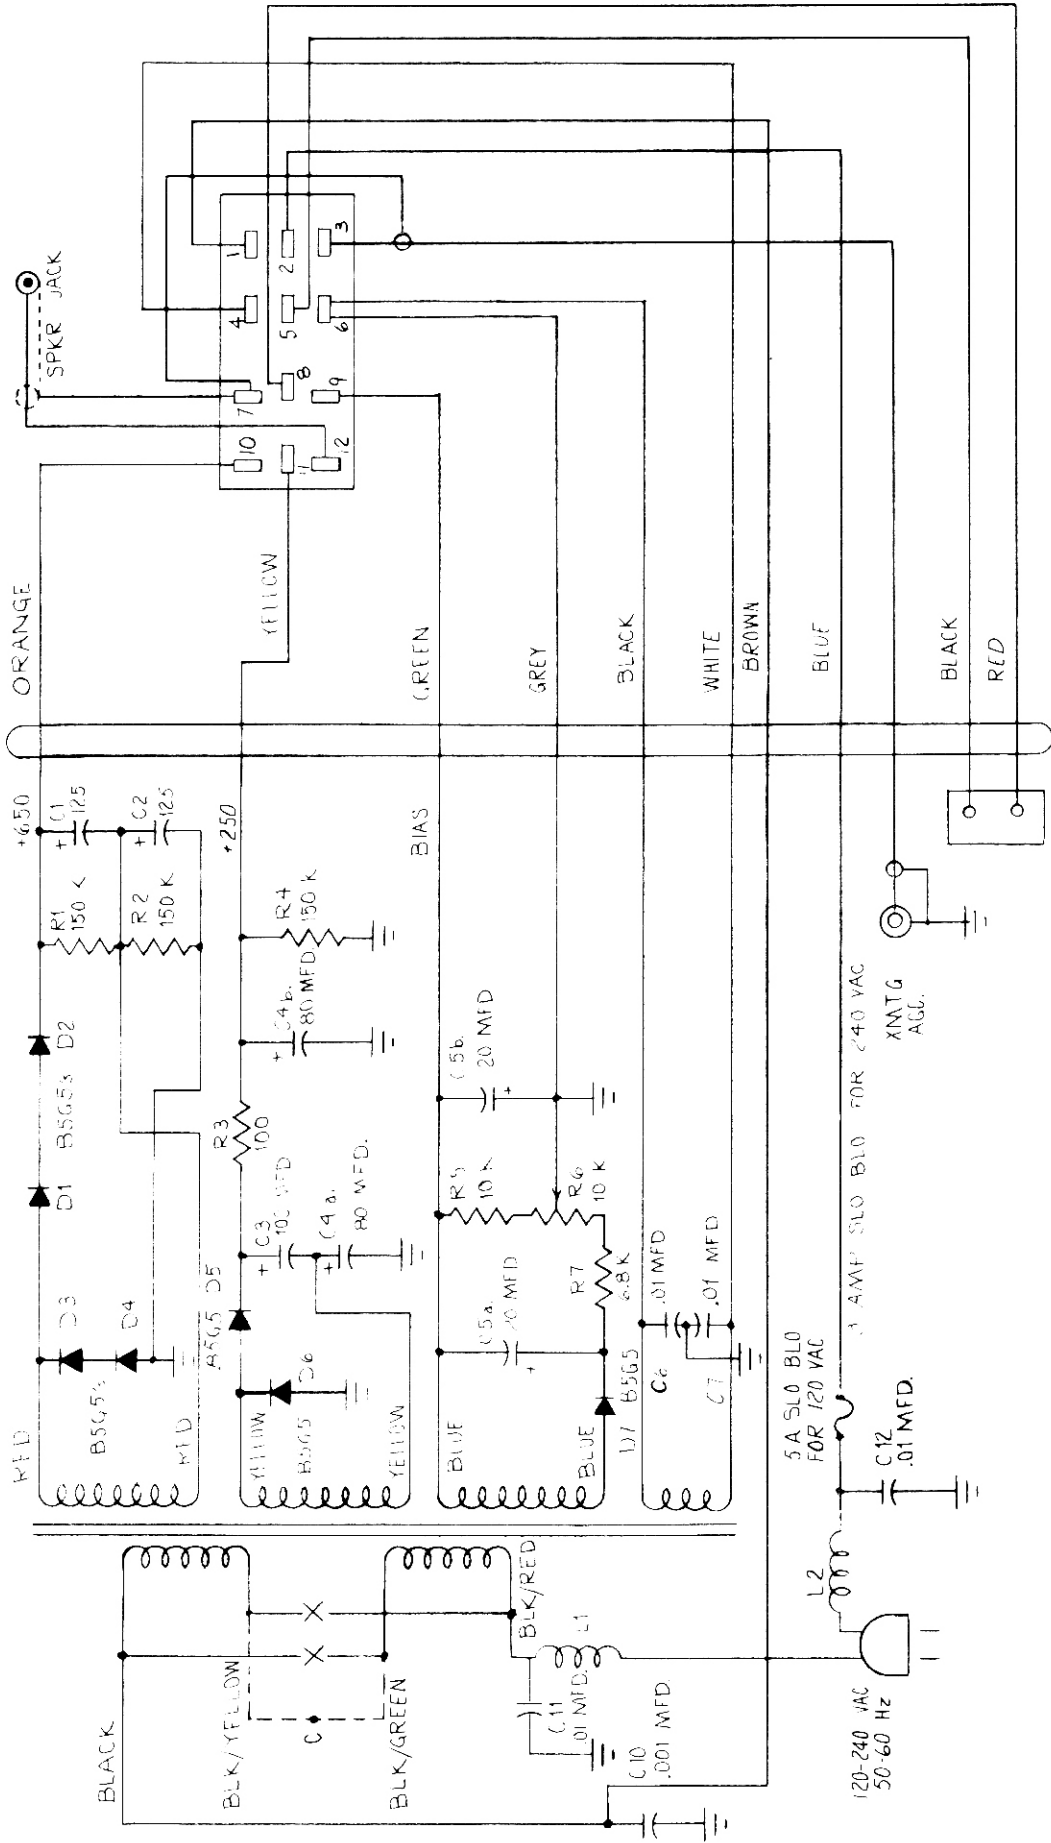 SPKR JACK
1
2
3
4
5
6
7
8
9
10
11
12
ORANGE
YELLOW
GREEN
GREY
BLACK
WHITE
BROWN
BLUE
BLACK
RED
+650
+ C1
125
+ C2
125
R1
150 K
R2
150 K
D1
B5G53
D2
D3
D4
RED
RED
+250
R4
150 K
+ C4b.
80 MFD.
R3
100
+ C3
+ C4a.
80 MFD.
D5
B5G5
D6
B5G5
YELLOW
YELLOW
BIAS
C5b.
20 MFD
+
R5
10 K
R6
10 K
R7
6.8K
C5a.
20 MFD
+
D7 B5G5
BLUE
BLUE
.01 MFD
.01 MFD
C6
C7
BLACK
BLK/YELLOW
C
BLK/GREEN
BLK/RED
L1
C11
.01 MFD.
C10
.001 MFD.
5 A SLO BLO
FOR 120 VAC
3 AMP SLO BLO FOR 240 VAC
C12
.01 MFD.
L2
120-240 VAC
50-60 Hz
XMTG
ACC.